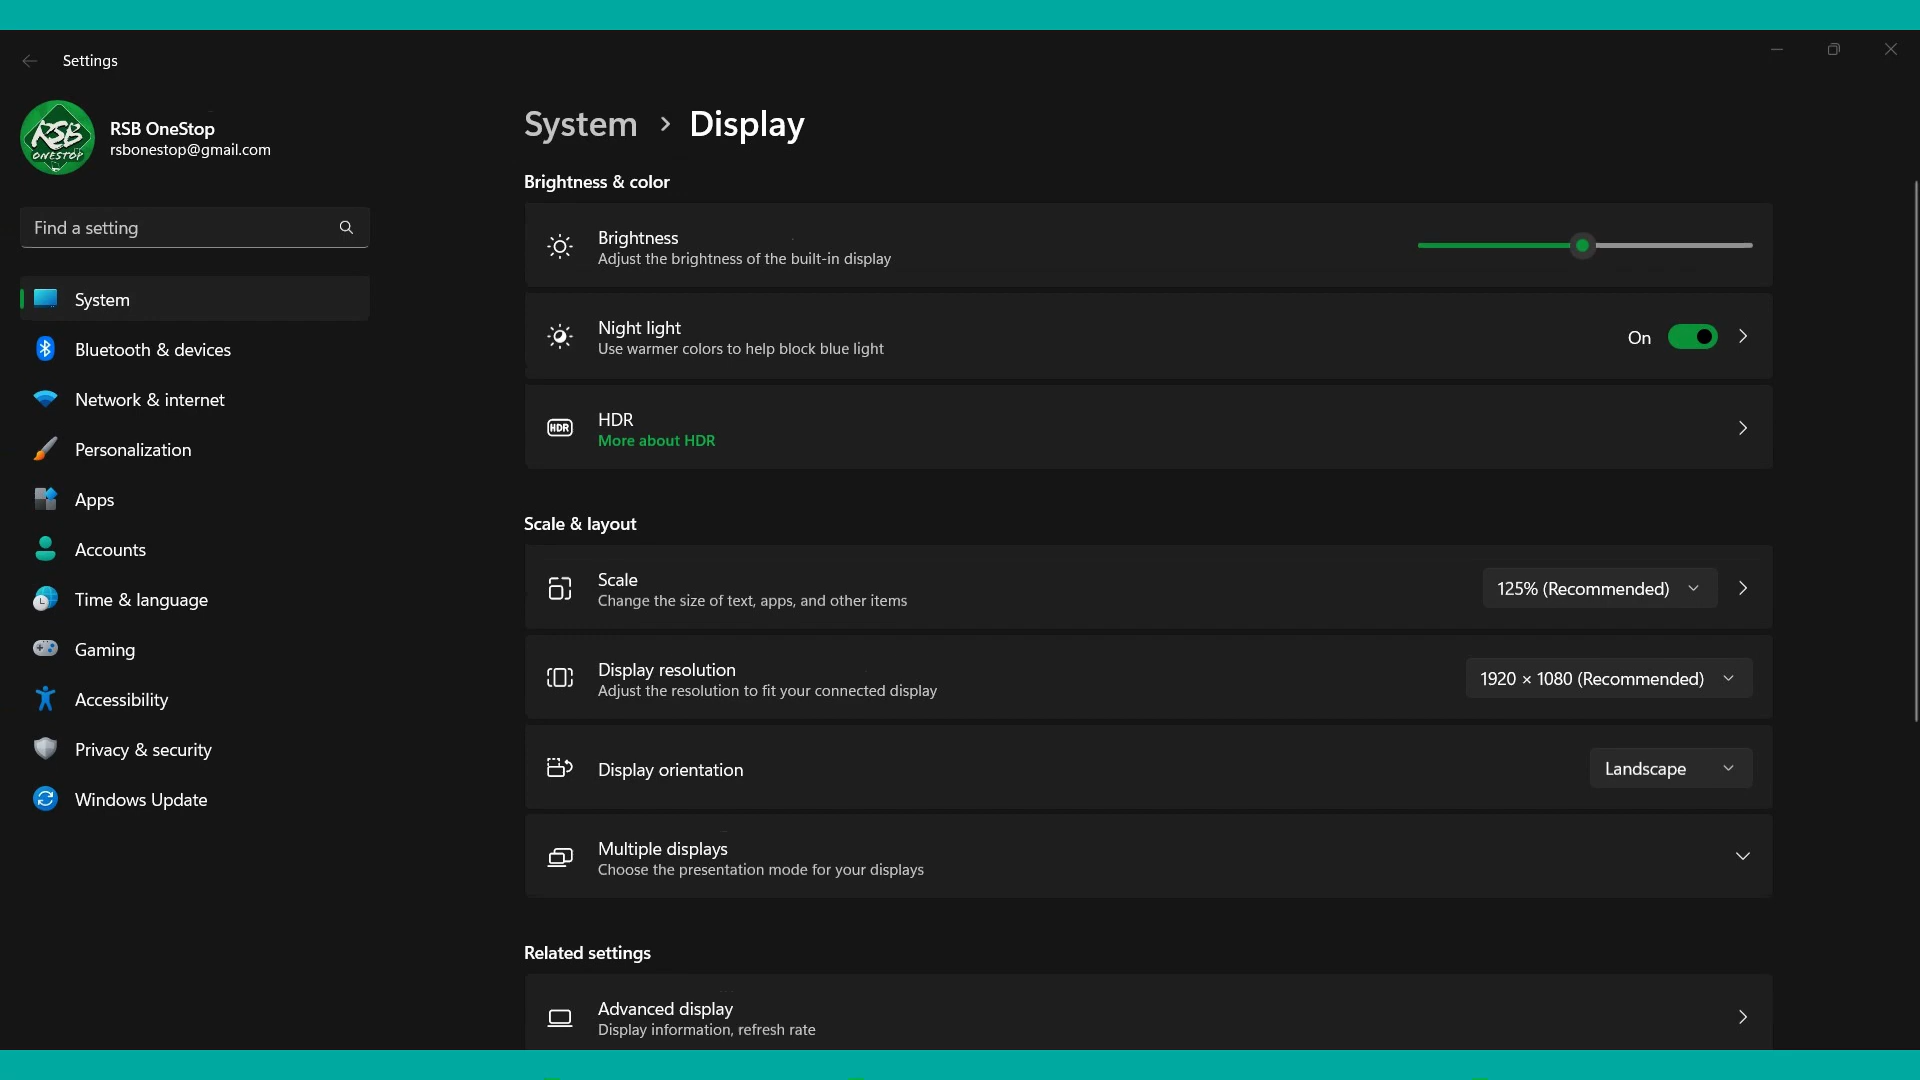 Settings
RSB
ONESTOP
RSB OneStop
rsbonestop@gmail.com
Find a setting
System
Bluetooth & devices
Network & internet
Personalization
Apps
Accounts
Time & language
Gaming
Accessibility
Privacy & security
Windows Update
System > Display
Brightness & color
Brightness
Adjust the brightness of the built-in display
Night light
Use warmer colors to help block blue light
On
HDR
HDR
More about HDR
Scale & layout
Scale
Change the size of text, apps, and other items
125% (Recommended)
Display resolution
Adjust the resolution to fit your connected display
1920 × 1080 (Recommended)
Display orientation
Landscape
Multiple displays
Choose the presentation mode for your displays
Related settings
Advanced display
Display information, refresh rate